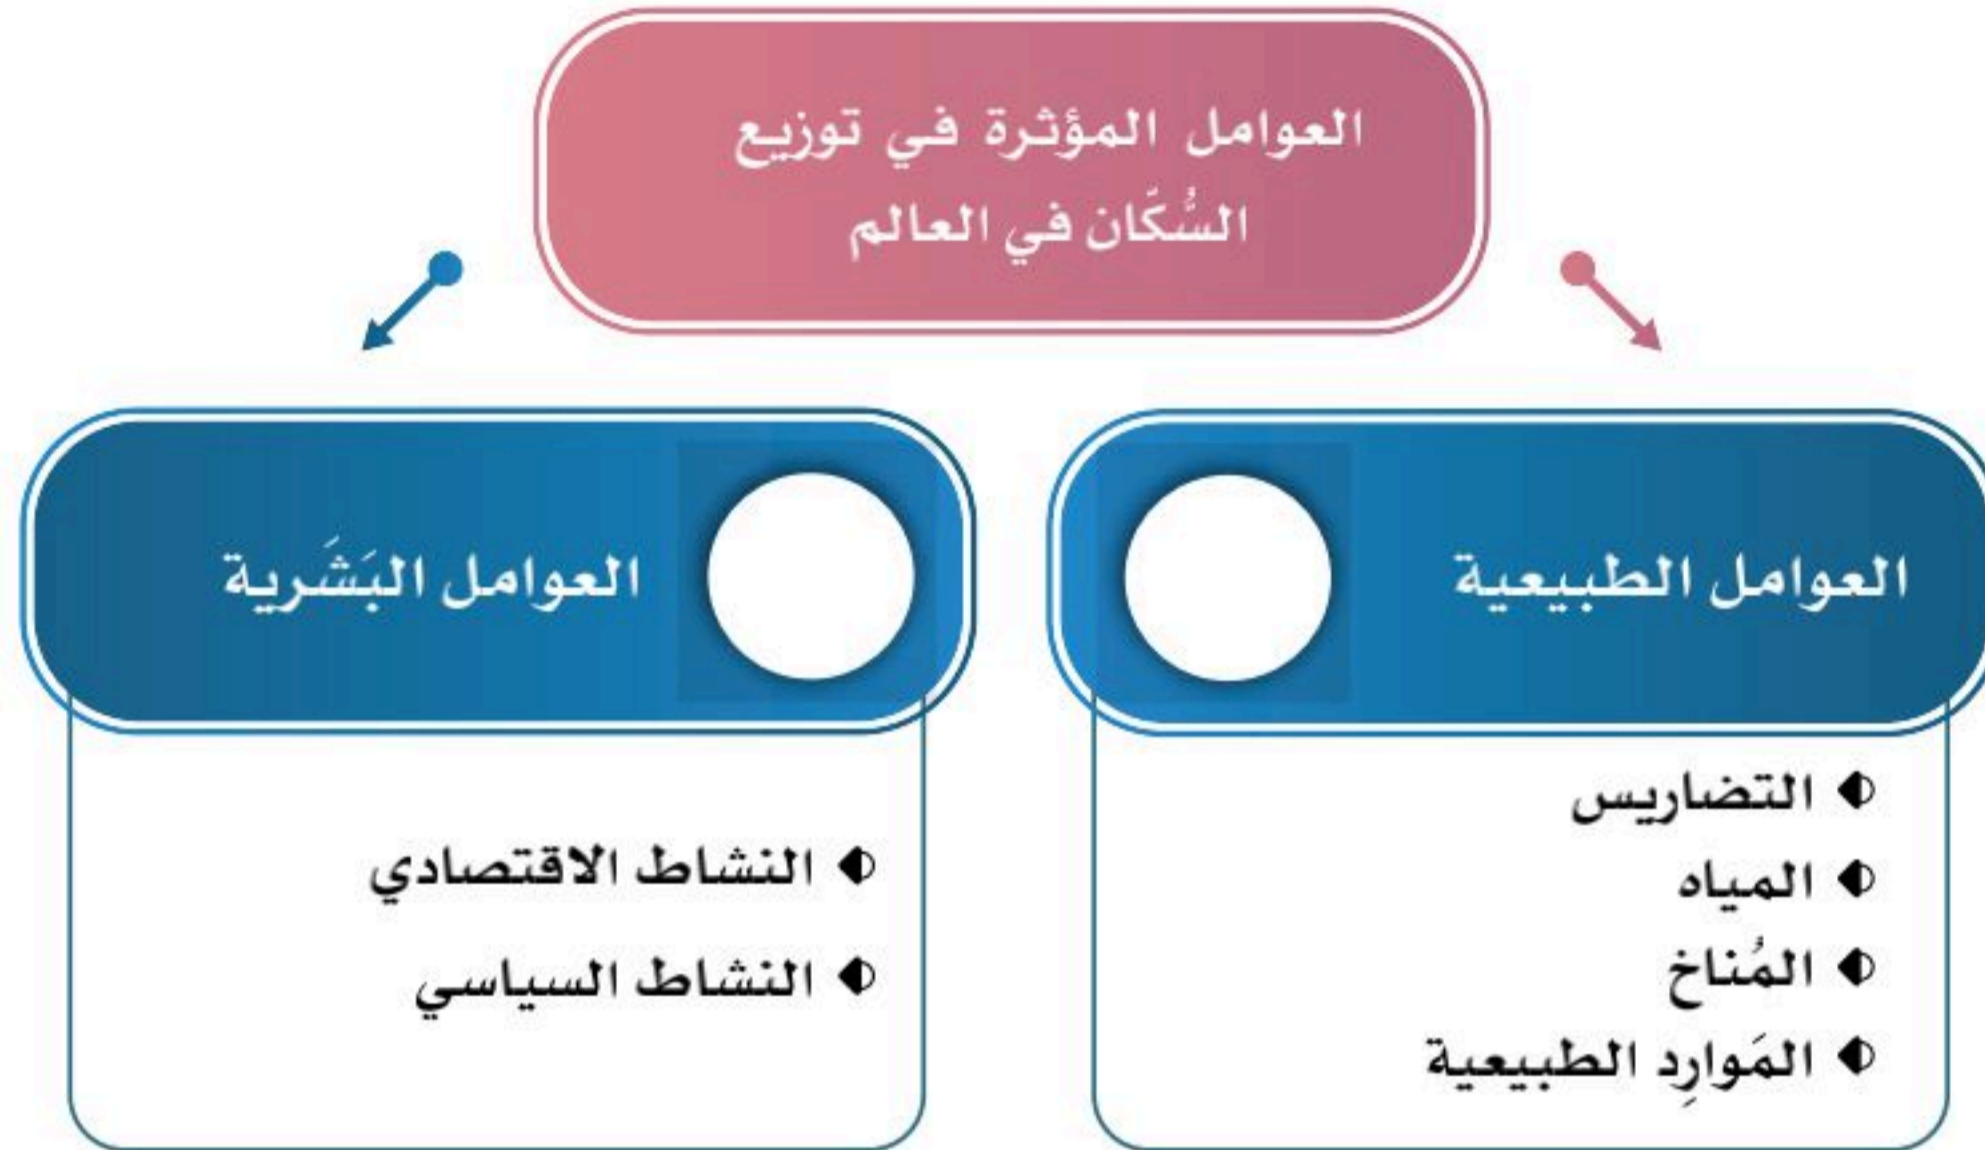 العوامل المؤثرة في توزيع
السُّكّان في العالم
العوامل الطبيعية
التضاريس
المياه
المُناخ
المَوارِد الطبيعية
العوامل البَشَرية
النشاط الاقتصادي
النشاط السياسي